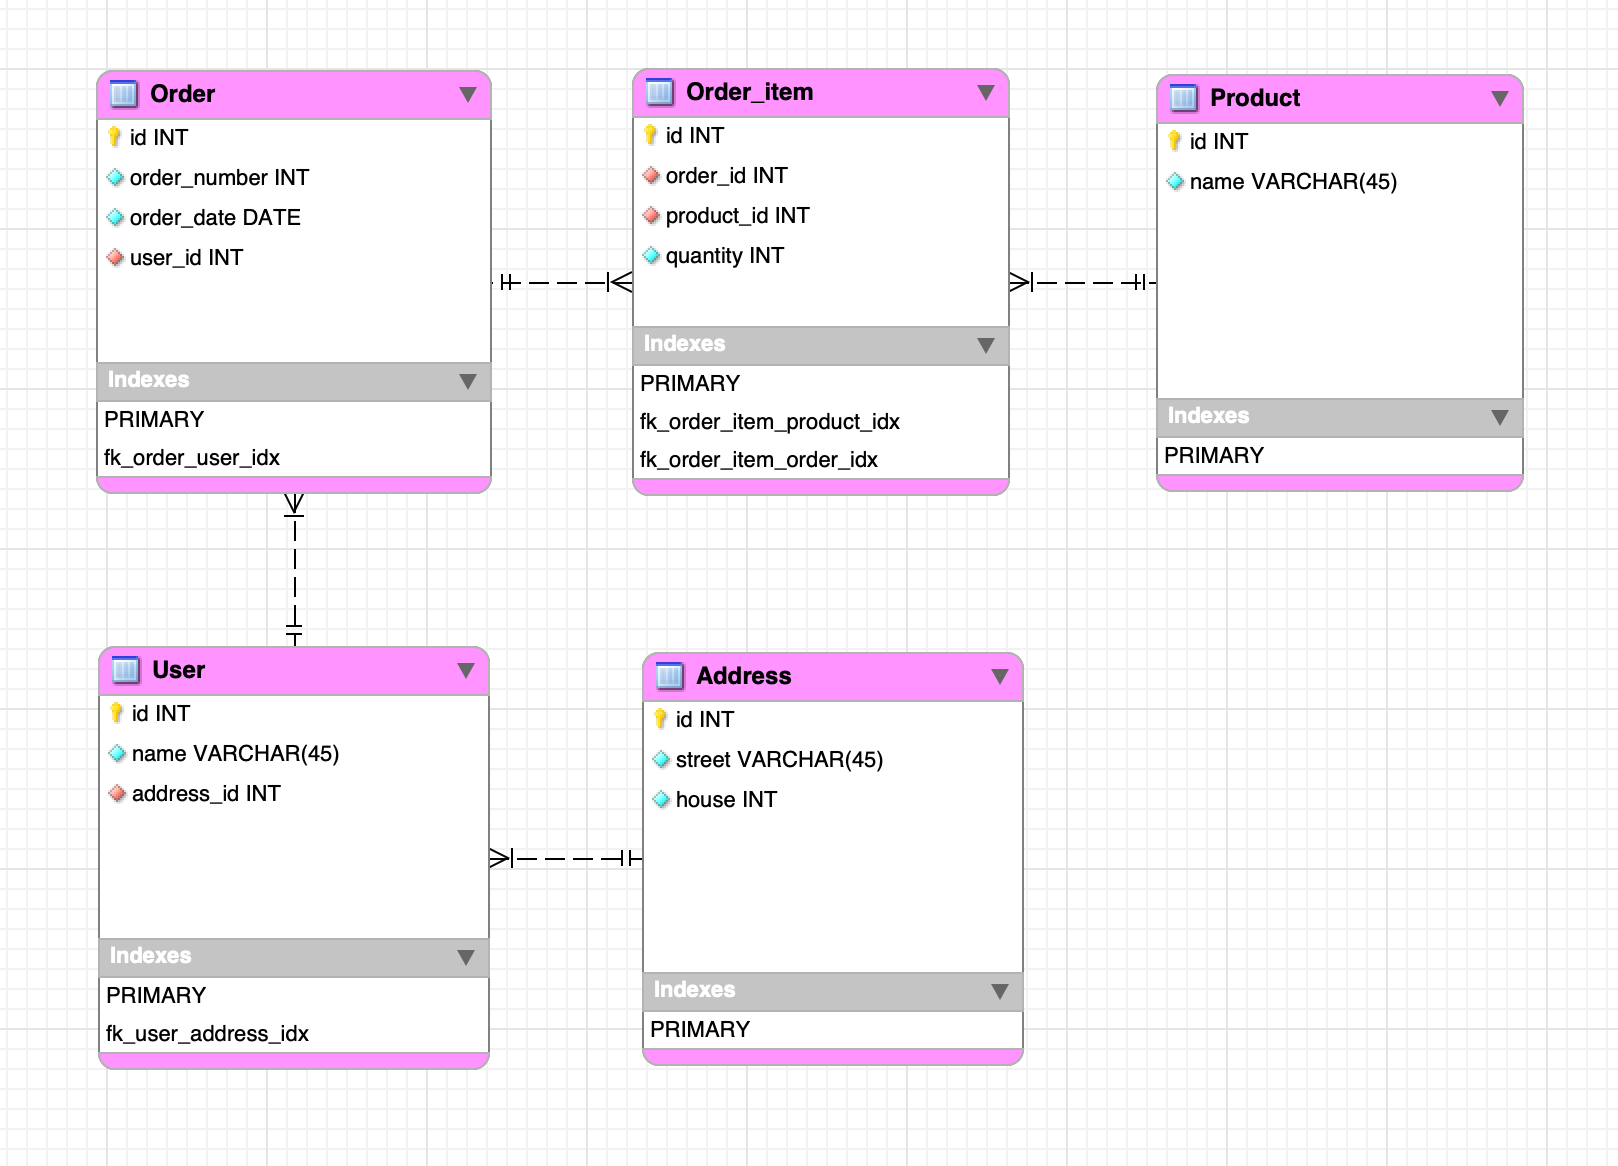 Order
id INT
order_number INT
order_date DATE
user_id INT
Indexes
PRIMARY
fk_order_user_idx
Order_item
id INT
order_id INT
product_id INT
quantity INT
Indexes
PRIMARY
fk_order_item_product_idx
fk_order_item_order_idx
Product
id INT
name VARCHAR(45)
Indexes
PRIMARY
User
id INT
name VARCHAR(45)
address_id INT
Indexes
PRIMARY
fk_user_address_idx
Address
id INT
street VARCHAR(45)
house INT
Indexes
PRIMARY